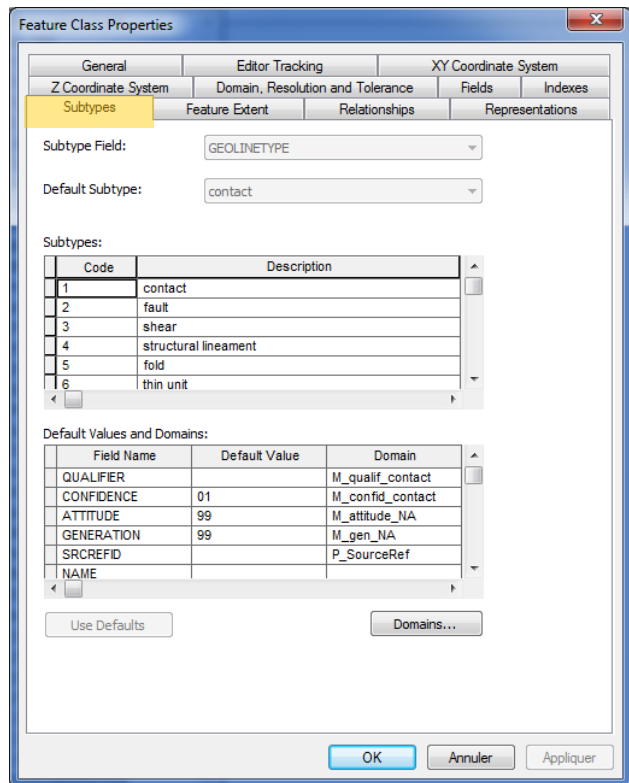 Feature Class Properties
General Editor Tracking XY Coordinate System
Z Coordinate System Domain, Resolution and Tolerance Fields Indexes
Subtypes Feature Extent Relationships Representations
Subtype Field: GEOLINETYPE
Default Subtype: contact
Subtypes:
Code Description
1 contact
2 fault
3 shear
4 structural lineament
5 fold
6 thin unit
Default Values and Domains:
Field Name Default Value Domain
QUALIFIER M_qualif_contact
CONFIDENCE 01 M_confid_contact
ATTITUDE 99 M_attitude_NA
GENERATION 99 M_gen_NA
SRCREFID P_SourceRef
NAME
Use Defaults Domains...
OK Annuler Appliquer